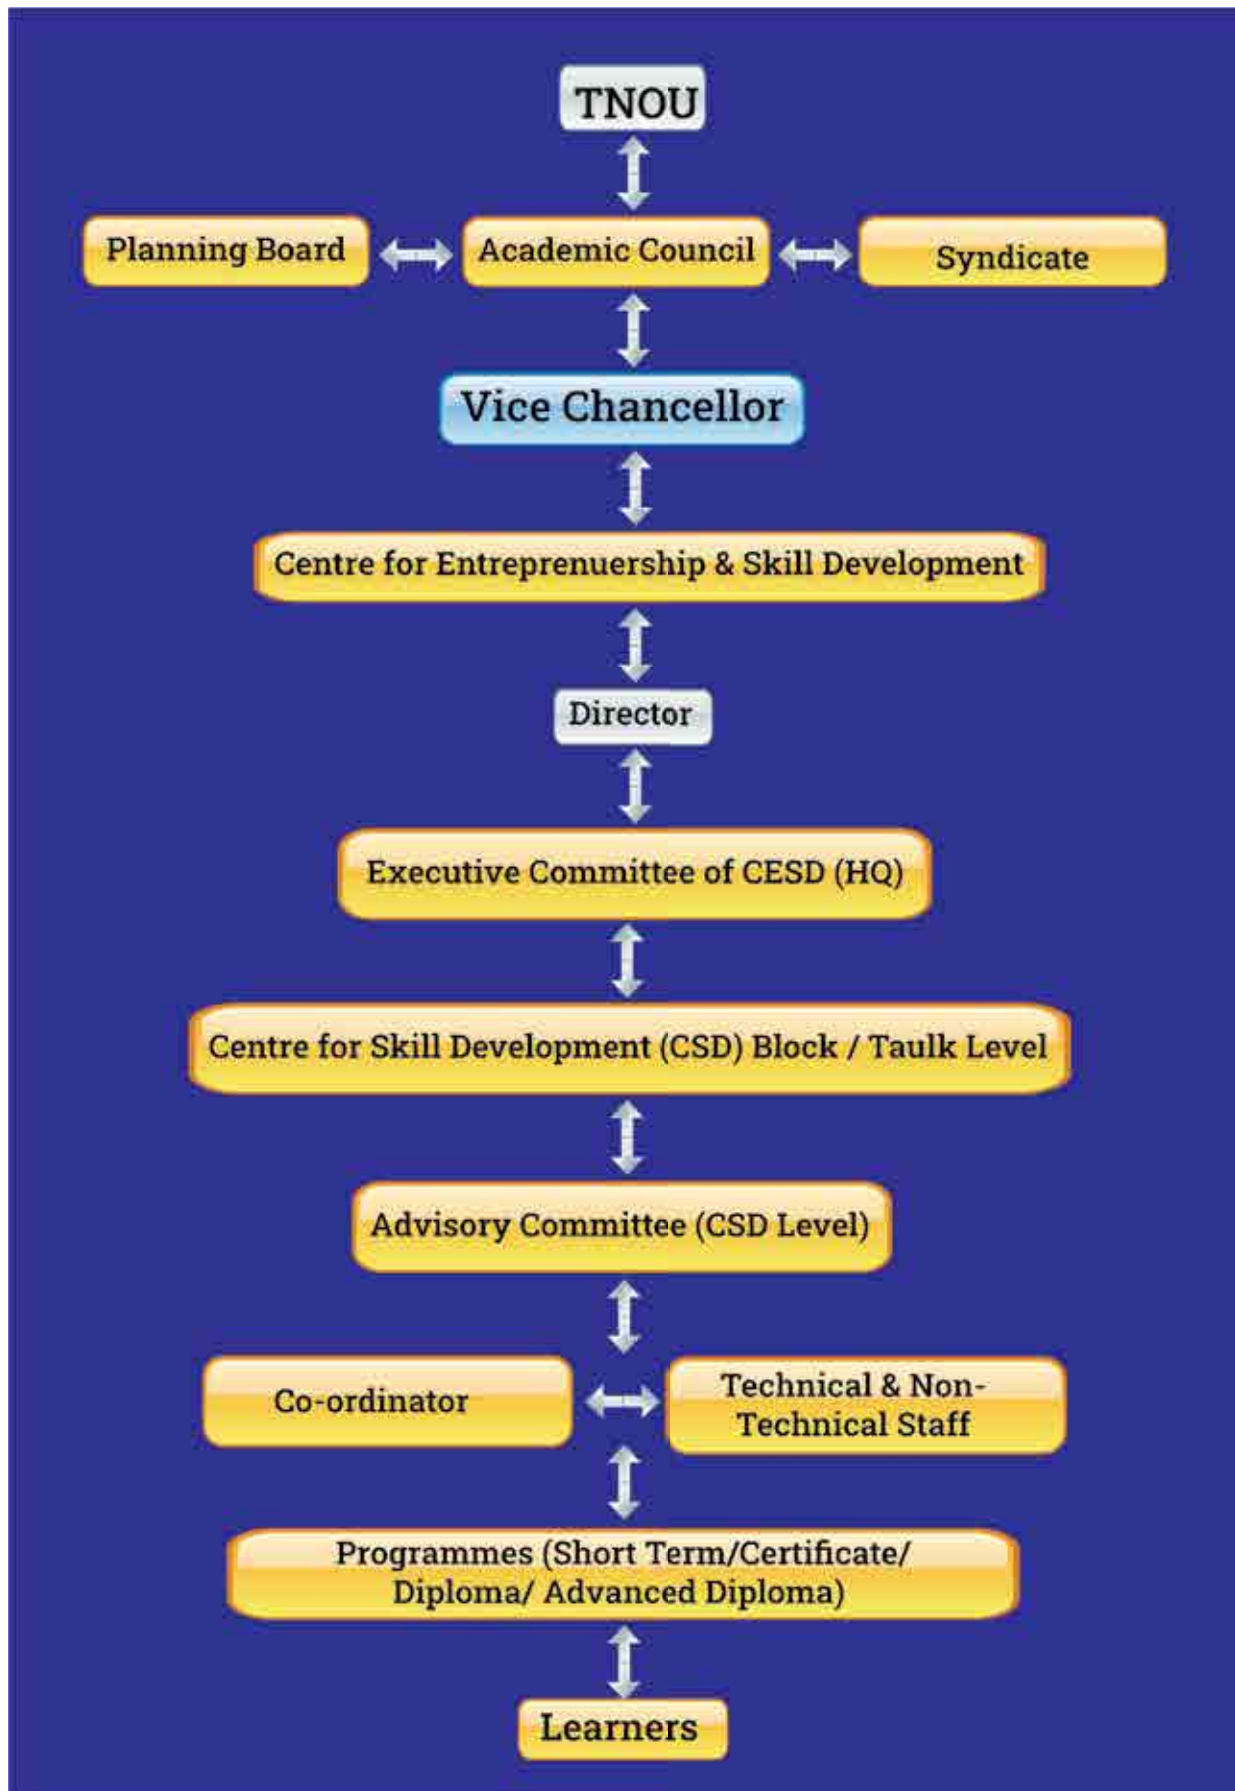 TNOU
Planning Board
Academic Council
Syndicate
Vice Chancellor
Centre for Entreprenuership & Skill Development
Director
Executive Committee of CESD (HQ)
Centre for Skill Development (CSD) Block / Taulk Level
Advisory Committee (CSD Level)
Co-ordinator
Technical & Non-
Technical Staff
Programmes (Short Term/Certificate/
Diploma/ Advanced Diploma)
Learners